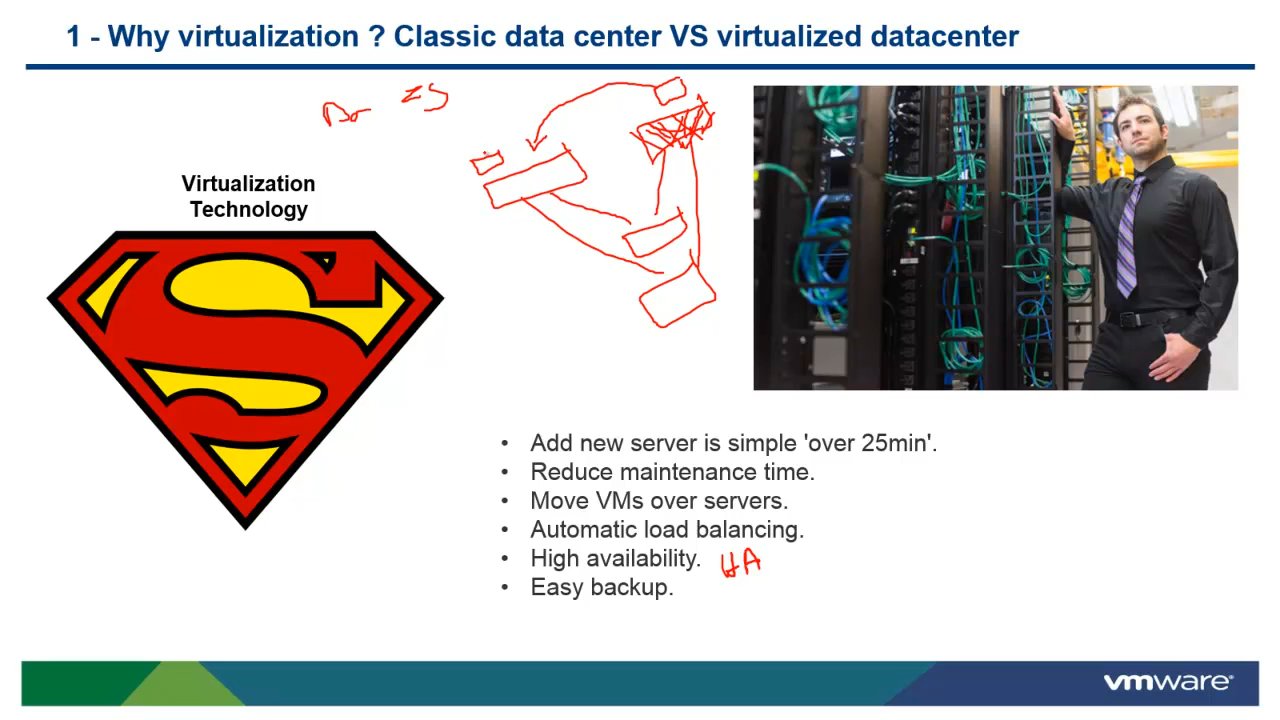 1 - Why virtualization ? Classic data center VS virtualized datacenter
Virtualization
Technology
• Add new server is simple 'over 25min'.
• Reduce maintenance time.
• Move VMs over servers.
• Automatic load balancing.
• High availability. HA
• Easy backup.
vmware